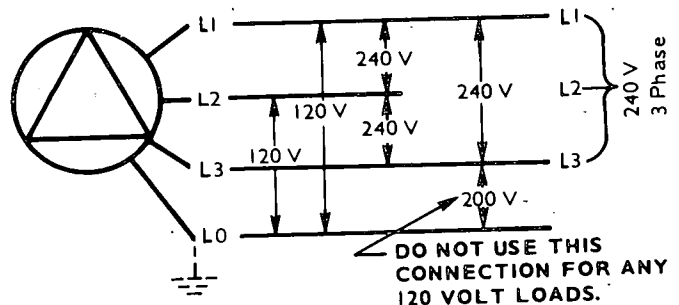 L1
L1
240 V
L2
120 V
240 V
L2
240 V
3 Phase
240 V
120 V
L3
L3
200 V
L0
DO NOT USE THIS
CONNECTION FOR ANY
120 VOLT LOADS.